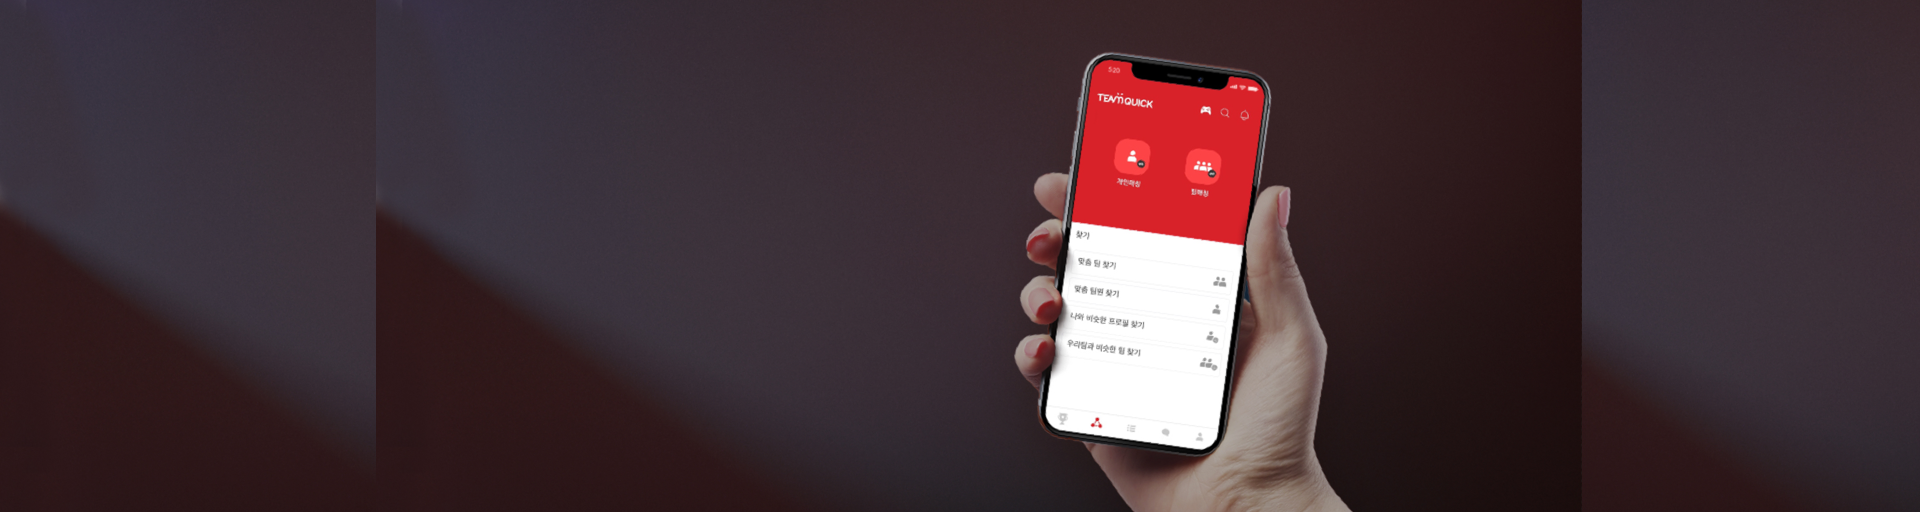 5:20
TEAMQUICK
개인매칭
팀매칭
찾기
맞춤 팀 찾기
맞춤 팀원 찾기
나와 비슷한 프로필 찾기
우리팀과 비슷한 팀 찾기